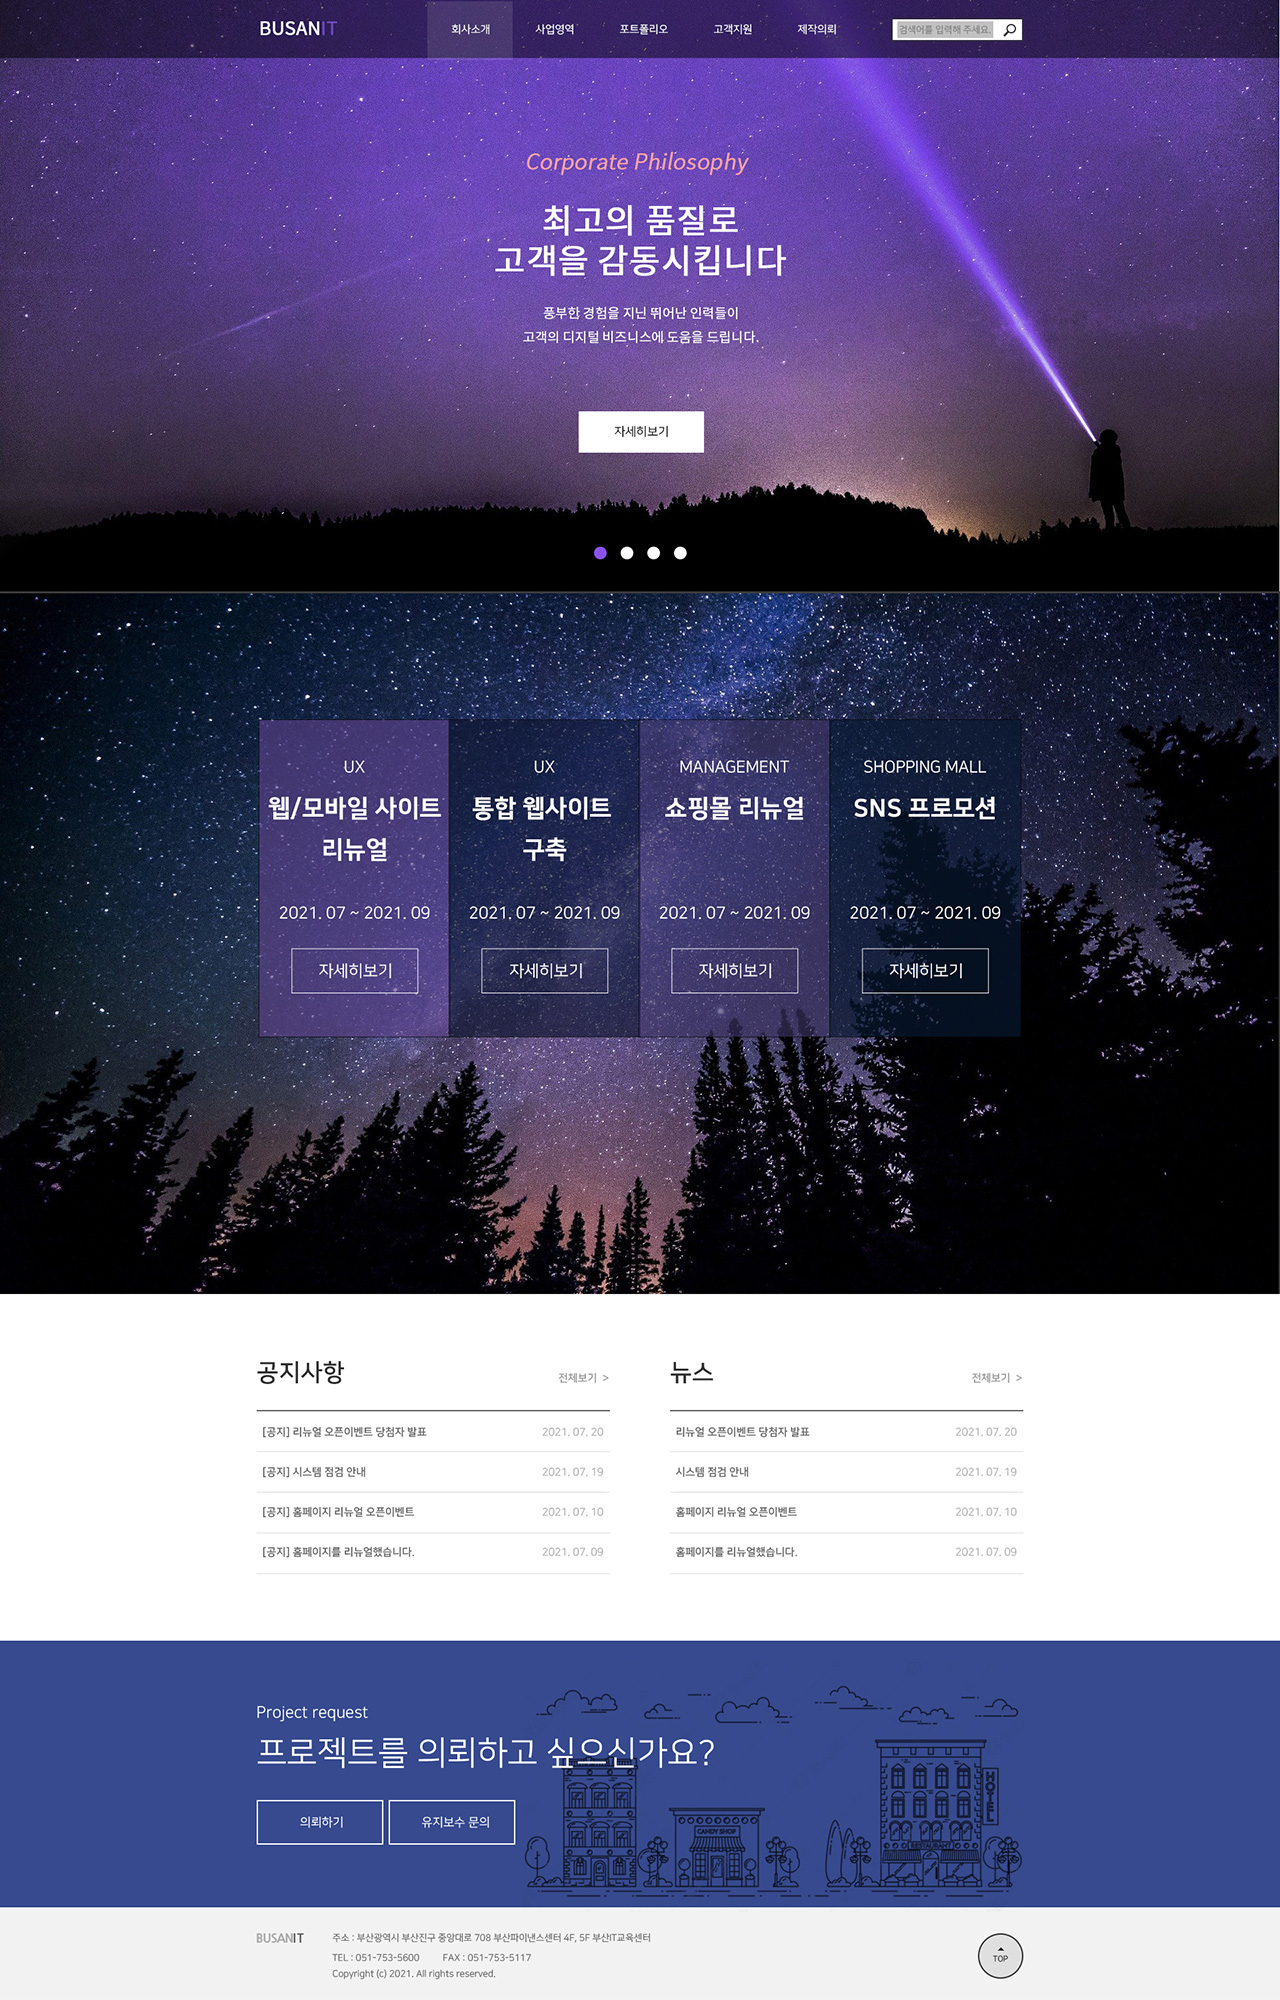 BUSANIT
회사소개 사업영역 포트폴리오 고객지원 제작의뢰
검색어를 입력해 주세요.
Corporate Philosophy
최고의 품질로
고객을 감동시킵니다
풍부한 경험을 지닌 뛰어난 인력들이
고객의 디지털 비즈니스에 도움을 드립니다.
자세히보기
UX
웹/모바일 사이트
리뉴얼
2021. 07 ~ 2021. 09
자세히보기
UX
통합 웹사이트
구축
2021. 07 ~ 2021. 09
자세히보기
MANAGEMENT
쇼핑몰 리뉴얼
2021. 07 ~ 2021. 09
자세히보기
SHOPPING MALL
SNS 프로모션
2021. 07 ~ 2021. 09
자세히보기
공지사항
전체보기 >
[공지] 리뉴얼 오픈이벤트 당첨자 발표 2021. 07. 20
[공지] 시스템 점검 안내 2021. 07. 19
[공지] 홈페이지 리뉴얼 오픈이벤트 2021. 07. 10
[공지] 홈페이지를 리뉴얼했습니다. 2021. 07. 09
뉴스
전체보기 >
리뉴얼 오픈이벤트 당첨자 발표 2021. 07. 20
시스템 점검 안내 2021. 07. 19
홈페이지 리뉴얼 오픈이벤트 2021. 07. 10
홈페이지를 리뉴얼했습니다. 2021. 07. 09
Project request
프로젝트를 의뢰하고 싶으신가요?
의뢰하기
유지보수 문의
CANDY SHOP
HOTEL
RESTAURANT
BUSANIT
주소 : 부산광역시 부산진구 중앙대로 708 부산파이낸스센터 4F, 5F 부산IT교육센터
TEL : 051-753-5600 FAX : 051-753-5117
Copyright (c) 2021. All rights reserved.
TOP